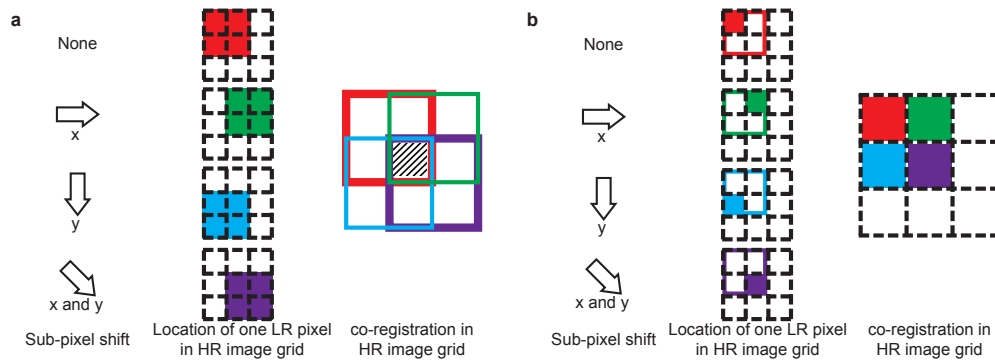 a
None
x
y
x and y
Sub-pixel shift
Location of one LR pixel
in HR image grid
co-registration in
HR image grid
b
None
x
y
x and y
Sub-pixel shift
Location of one LR pixel
in HR image grid
co-registration in
HR image grid